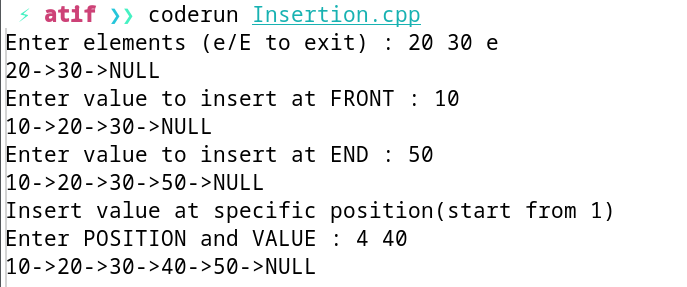 ⚡ atif ❯❯ coderun Insertion.cpp
Enter elements (e/E to exit) : 20 30 e
20->30->NULL
Enter value to insert at FRONT : 10
10->20->30->NULL
Enter value to insert at END : 50
10->20->30->50->NULL
Insert value at specific position(start from 1)
Enter POSITION and VALUE : 4 40
10->20->30->40->50->NULL